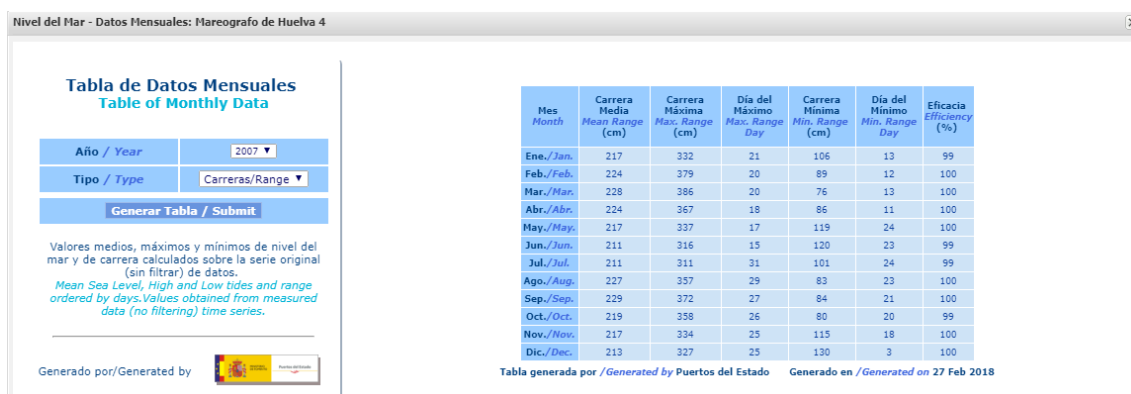 Nivel del Mar - Datos Mensuales: Mareografo de Huelva 4
Tabla de Datos Mensuales
Table of Monthly Data
Año / Year 2007
Tipo / Type Carreras/Range
Generar Tabla / Submit
Valores medios, máximos y mínimos de nivel del
mar y de carrera calculados sobre la serie original
(sin filtrar) de datos.
Mean Sea Level, High and Low tides and range
ordered by days.Values obtained from measured
data (no filtering) time series.
Generado por/Generated by
Puertos del Estado
Mes Month Carrera Media Mean Range (cm) Carrera Máxima Max. Range (cm) Día del Máximo Max. Range Day Carrera Mínima Min. Range (cm) Día del Mínimo Min. Range Day Eficacia Efficiency (%)
Ene./Jan. 217 332 21 106 13 99
Feb./Feb. 224 379 20 89 12 100
Mar./Mar. 228 386 20 76 13 100
Abr./Abr. 224 367 18 86 11 100
May./May. 217 337 17 119 24 100
Jun./Jun. 211 316 15 120 23 99
Jul./Jul. 211 311 31 101 24 99
Ago./Aug. 227 357 29 83 23 100
Sep./Sep. 229 372 27 84 21 100
Oct./Oct. 219 358 26 80 20 99
Nov./Nov. 217 334 25 115 18 100
Dic./Dec. 213 327 25 130 3 100
Tabla generada por /Generated by Puertos del Estado Generado en /Generated on 27 Feb 2018